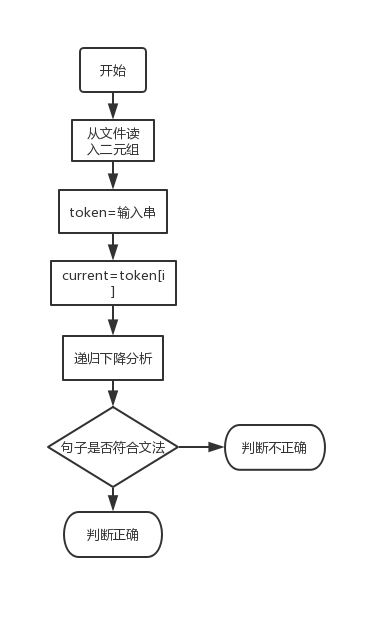 开始
从文件读
入二元组
token=输入串
current=token[i
]
递归下降分析
句子是否符合文法
判断不正确
判断正确